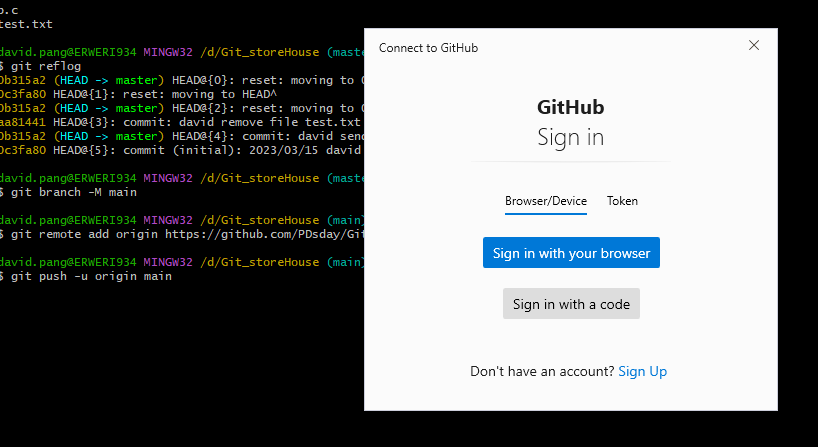 o.c
test.txt
david.pang@ERWERI934 MINGW32 /d/Git_storeHouse (maste
$ git reflog
0b315a2 (HEAD -> master) HEAD@{0}: reset: moving to
0c3fa80 HEAD@{1}: reset: moving to HEAD^
0b315a2 (HEAD -> master) HEAD@{2}: reset: moving to
aa81441 HEAD@{3}: commit: david remove file test.txt
0b315a2 (HEAD -> master) HEAD@{4}: commit: david send
0c3fa80 HEAD@{5}: commit (initial): 2023/03/15 david
david.pang@ERWERI934 MINGW32 /d/Git_storeHouse (maste
$ git branch -M main
david.pang@ERWERI934 MINGW32 /d/Git_storeHouse (main)
$ git remote add origin https://github.com/PDsday/Git
david.pang@ERWERI934 MINGW32 /d/Git_storeHouse (main)
$ git push -u origin main
Connect to GitHub
GitHub
Sign in
Browser/Device Token
Sign in with your browser
Sign in with a code
Don't have an account? Sign Up